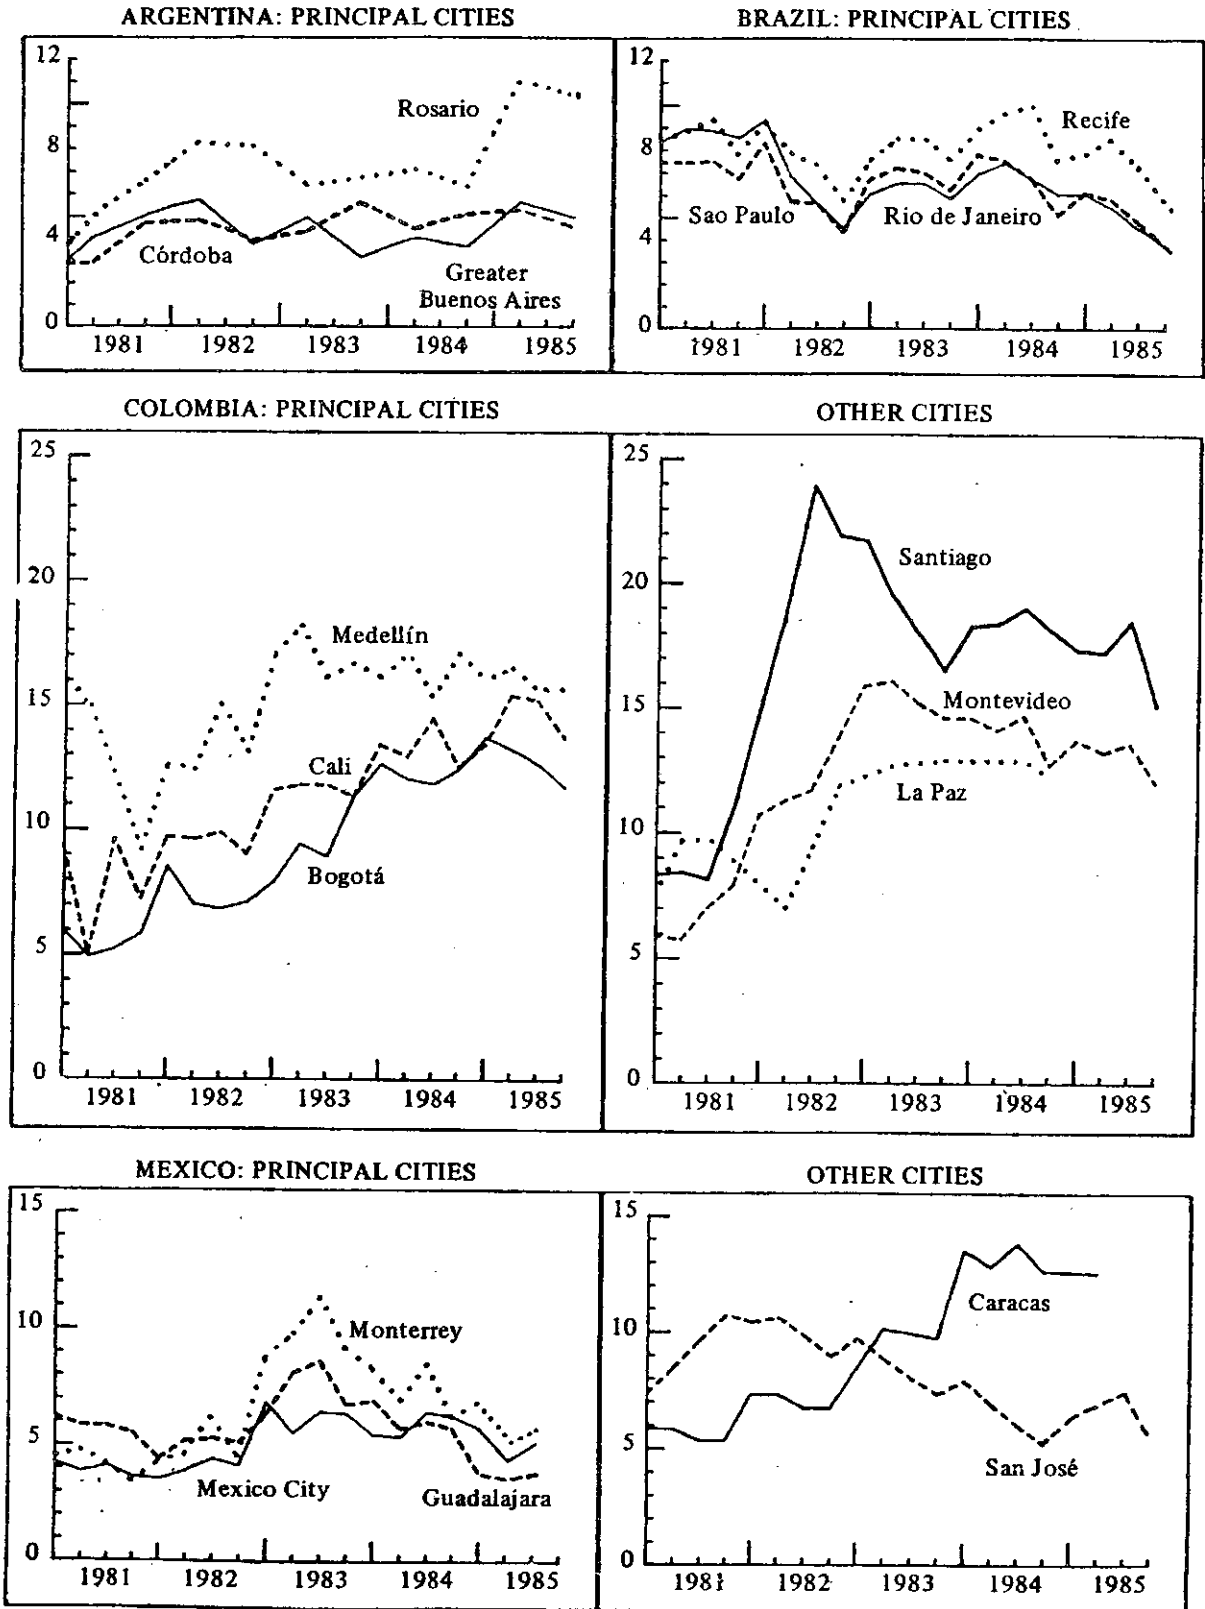 ARGENTINA: PRINCIPAL CITIES
12
8
4
0
Rosario
Córdoba
Greater
Buenos Aires
1981 1982 1983 1984 1985
BRAZIL: PRINCIPAL CITIES
12
8
4
0
Recife
Sao Paulo
Rio de Janeiro
1981 1982 1983 1984 1985
COLOMBIA: PRINCIPAL CITIES
25
20
15
10
5
0
Medellín
Cali
Bogotá
1981 1982 1983 1984 1985
OTHER CITIES
25
20
15
10
5
0
Santiago
Montevideo
La Paz
1981 1982 1983 1984 1985
MEXICO: PRINCIPAL CITIES
15
10
5
0
Monterrey
Mexico City
Guadalajara
1981 1982 1983 1984 1985
OTHER CITIES
15
10
5
0
Caracas
San José
1981 1982 1983 1984 1985